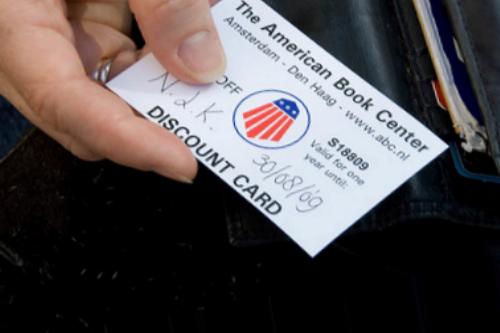 The American Book Center
Amsterdam - Den Haag - www.abc.nl
OFF
S18809
Valid for one
year until:
N.d.K.
30/08/09
DISCOUNT CARD